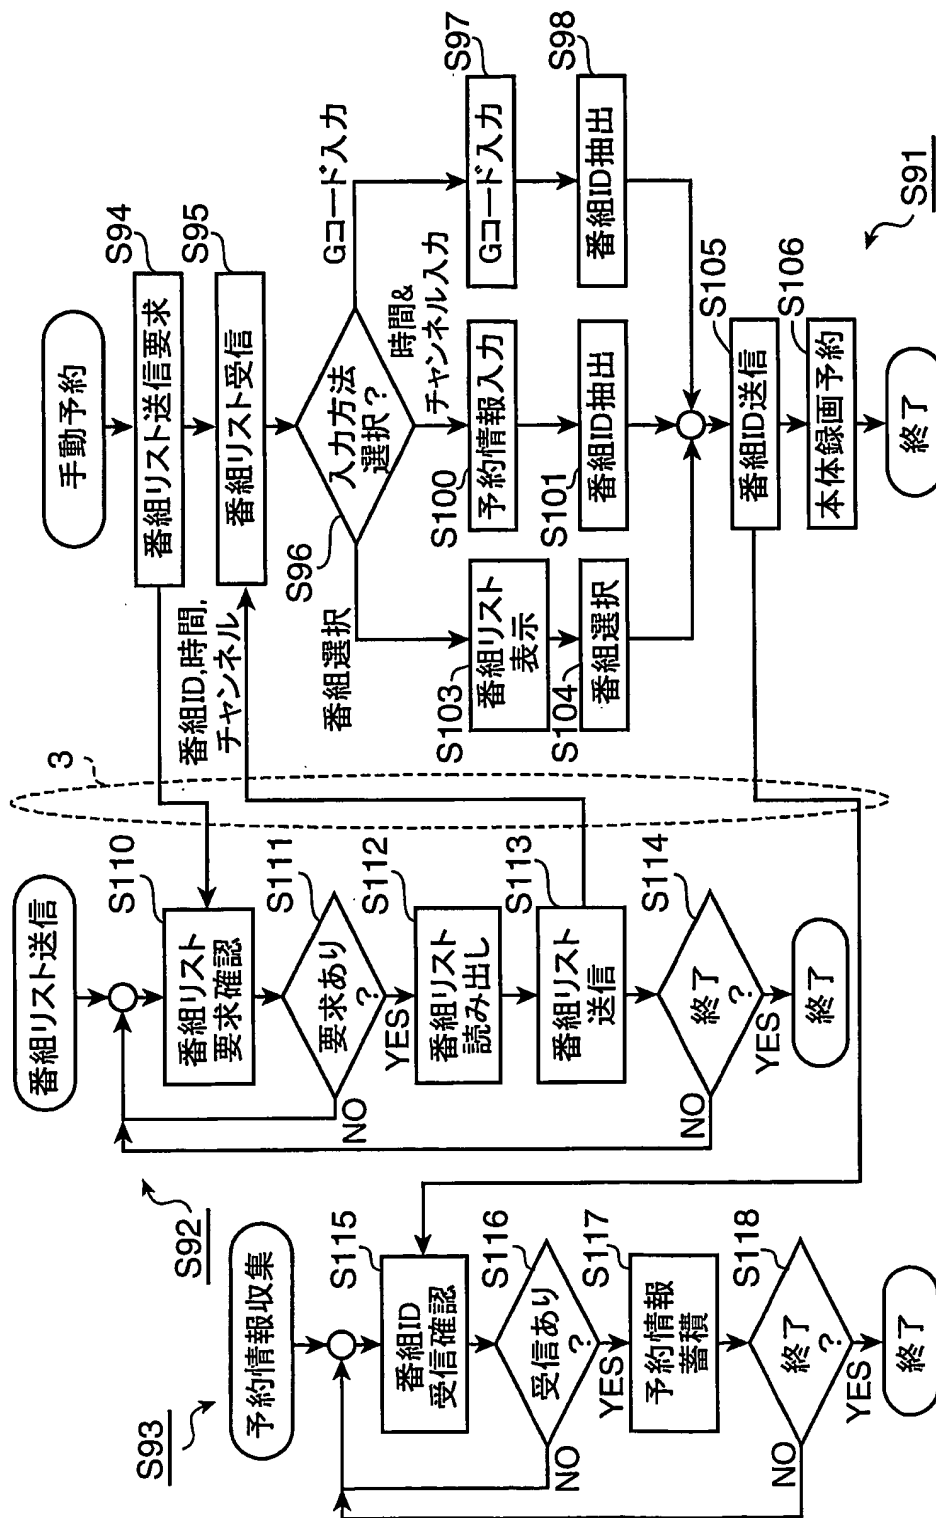 S93
予約情報収集
S115
番組ID
受信確認
S116
受信あり
?
NO
YES
S117
予約情報
蓄積
S118
終了
?
NO
YES
終了
S92
番組リスト送信
S110
番組リスト
要求確認
S111
要求あり
?
NO
YES
S112
番組リスト
読み出し
S113
番組リスト
送信
S114
終了
?
NO
YES
終了
3
番組ID,時間,
チャンネル
手動予約
S94
番組リスト送信要求
S95
番組リスト受信
S96
入力方法
選択?
番組選択
時間&
チャンネル入力
Gコード入力
S103
番組リスト
表示
S104
番組選択
S100
予約情報入力
S101
番組ID抽出
S97
Gコード入力
S98
番組ID抽出
S105
番組ID送信
S106
本体録画予約
終了
S91